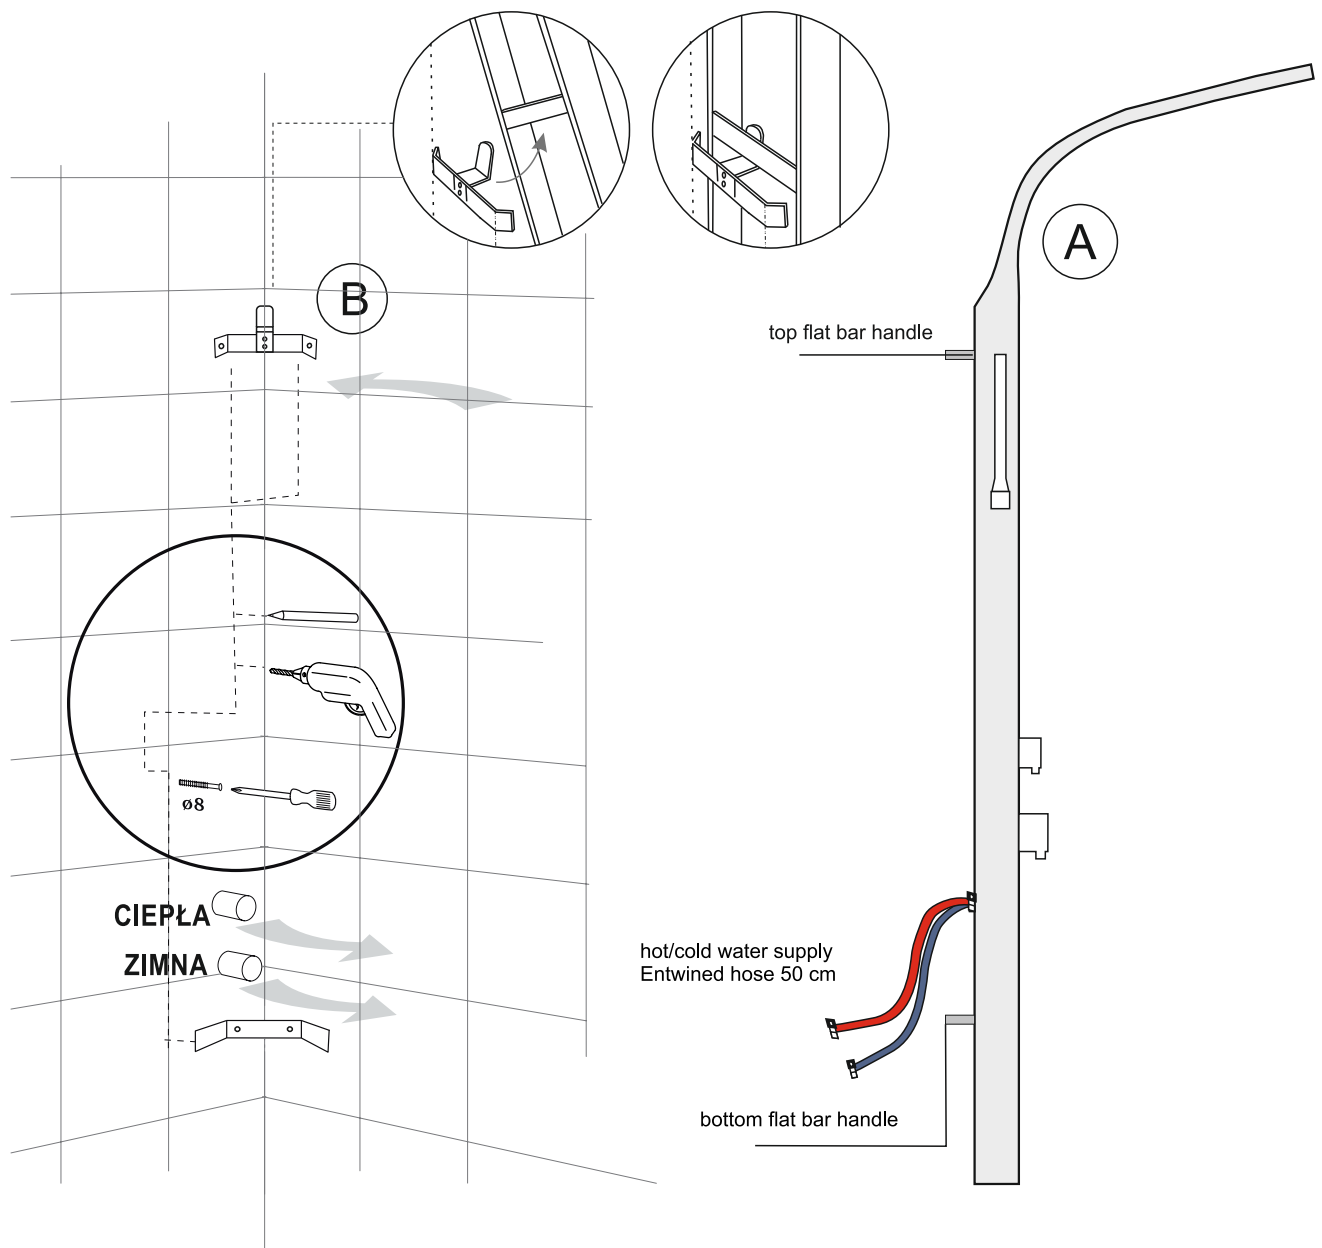 A
B
top flat bar handle
ø8
CIEPŁA
ZIMNA
hot/cold water supply
Entwined hose 50 cm
bottom flat bar handle